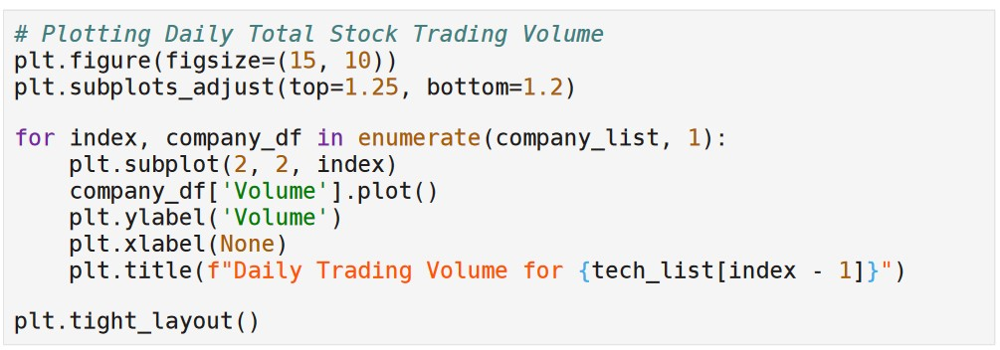 # Plotting Daily Total Stock Trading Volume
plt.figure(figsize=(15, 10))
plt.subplots_adjust(top=1.25, bottom=1.2)

for index, company_df in enumerate(company_list, 1):
    plt.subplot(2, 2, index)
    company_df['Volume'].plot()
    plt.ylabel('Volume')
    plt.xlabel(None)
    plt.title(f"Daily Trading Volume for {tech_list[index - 1]}")

plt.tight_layout()